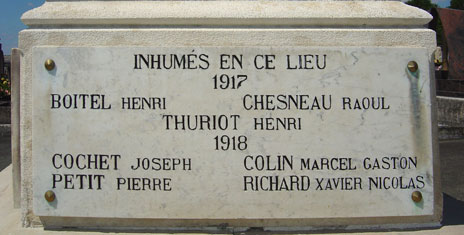 INHUMÉS EN CE LIEU
1917
BOITEL HENRI CHESNEAU RAOUL
THURIOT HENRI
1918
COCHET JOSEPH COLIN MARCEL GASTON
PETIT PIERRE RICHARD XAVIER NICOLAS